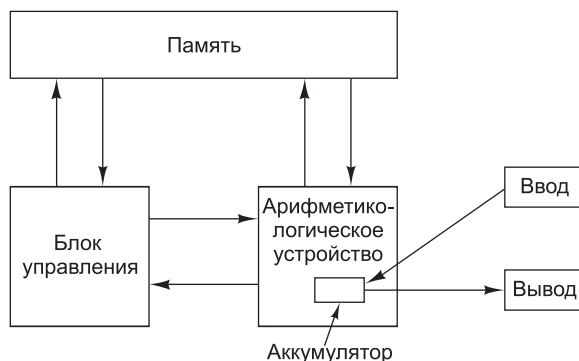 Память
Арифметико-
логическое
устройство
Блок
управления
Ввод
Вывод
Аккумулятор